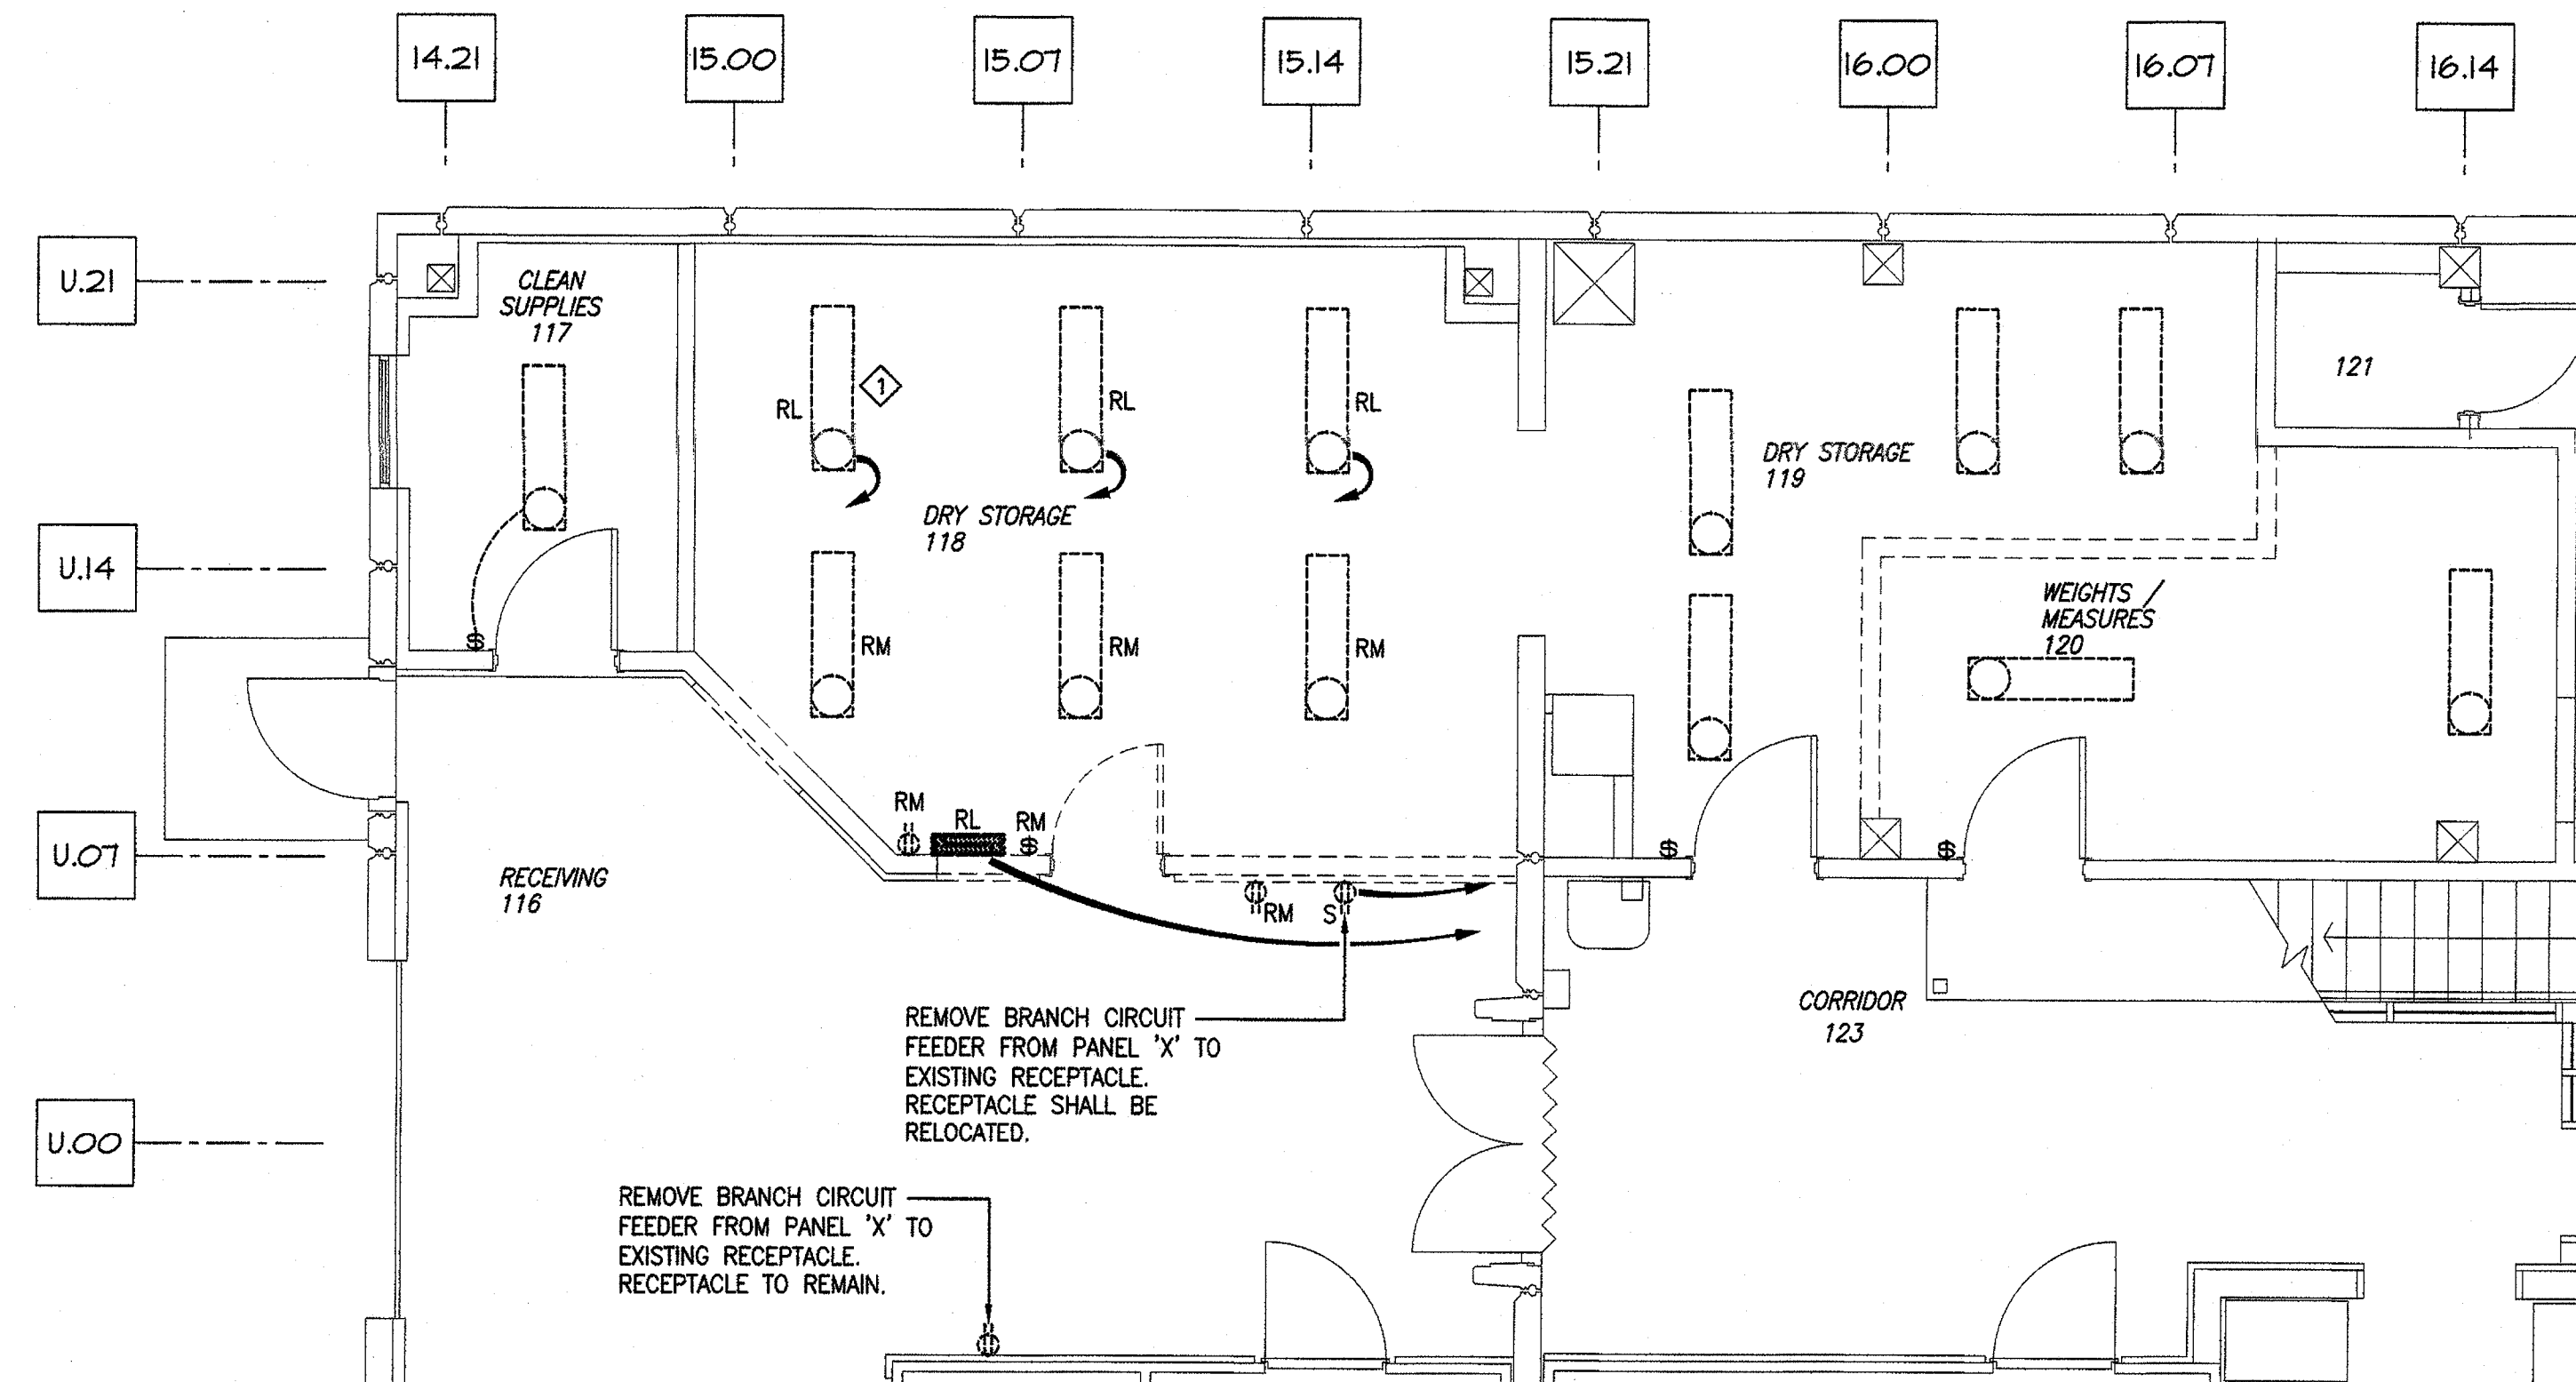 14.21
15.00
15.07
15.14
15.21
16.00
16.07
16.14
U.21
U.14
U.07
U.00
CLEAN
SUPPLIES
117
RL
1
RL
RL
DRY STORAGE
118
RM
RM
RM
DRY STORAGE
119
121
WEIGHTS /
MEASURES
120
RM
RL
RM
$
$
$
$
RM
S
RECEIVING
116
CORRIDOR
123
REMOVE BRANCH CIRCUIT
FEEDER FROM PANEL 'X' TO
EXISTING RECEPTACLE.
RECEPTACLE SHALL BE
RELOCATED.
REMOVE BRANCH CIRCUIT
FEEDER FROM PANEL 'X' TO
EXISTING RECEPTACLE.
RECEPTACLE TO REMAIN.